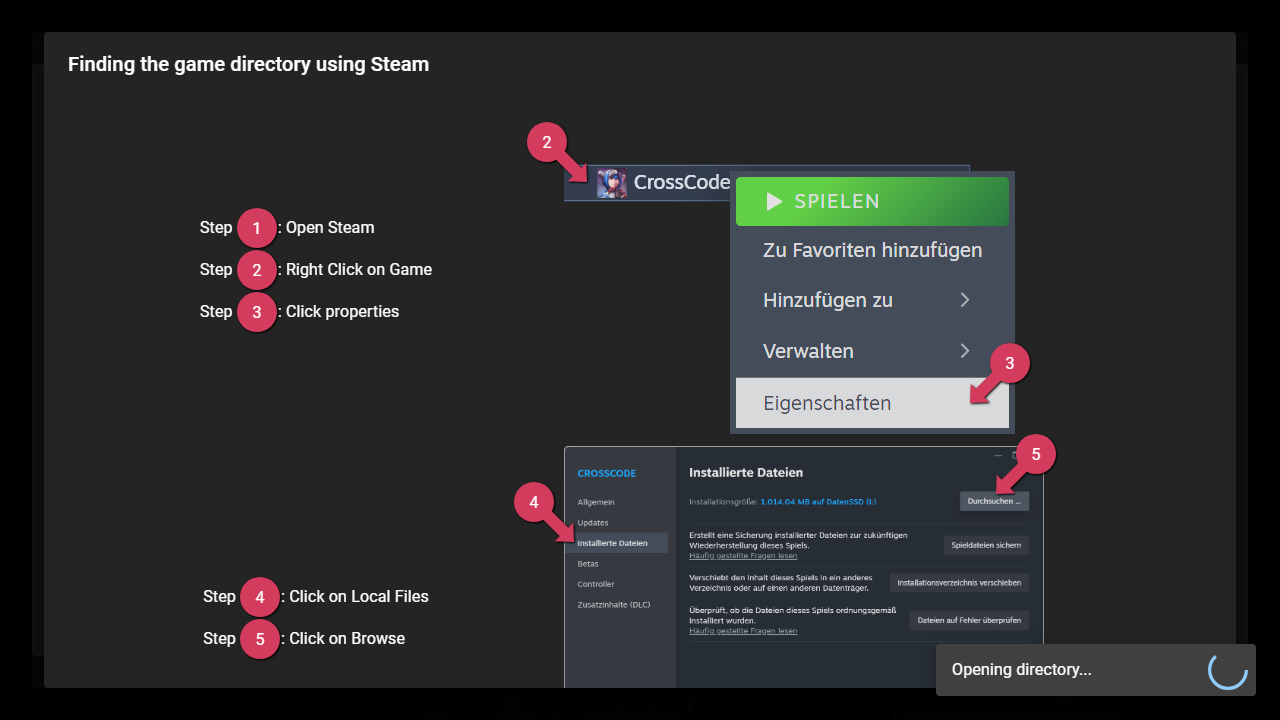 Finding the game directory using Steam
2
CrossCode
SPIELEN
Zu Favoriten hinzufügen
Hinzufügen zu
Verwalten
3
Eigenschaften
Step 1 : Open Steam
Step 2 : Right Click on Game
Step 3 : Click properties
5
CROSSCODE
Installierte Dateien
Allgemein
Installationsgröße: 1.014,04 MB auf DatenSSD (I:)
Durchsuchen ...
4
Updates
Installierte Dateien
Betas
Controller
Zusatzinhalte (DLC)
Erstellt eine Sicherung installierter Dateien zur zukünftigen
Wiederherstellung dieses Spiels.
Häufig gestellte Fragen lesen
Spieldateien sichern
Verschiebt den Inhalt dieses Spiels in ein anderes
Verzeichnis oder auf einen anderen Datenträger.
Installationsverzeichnis verschieben
Überprüft, ob die Dateien dieses Spiels ordnungsgemäß
installiert wurden.
Häufig gestellte Fragen lesen
Dateien auf Fehler überprüfen
Step 4 : Click on Local Files
Step 5 : Click on Browse
Opening directory...